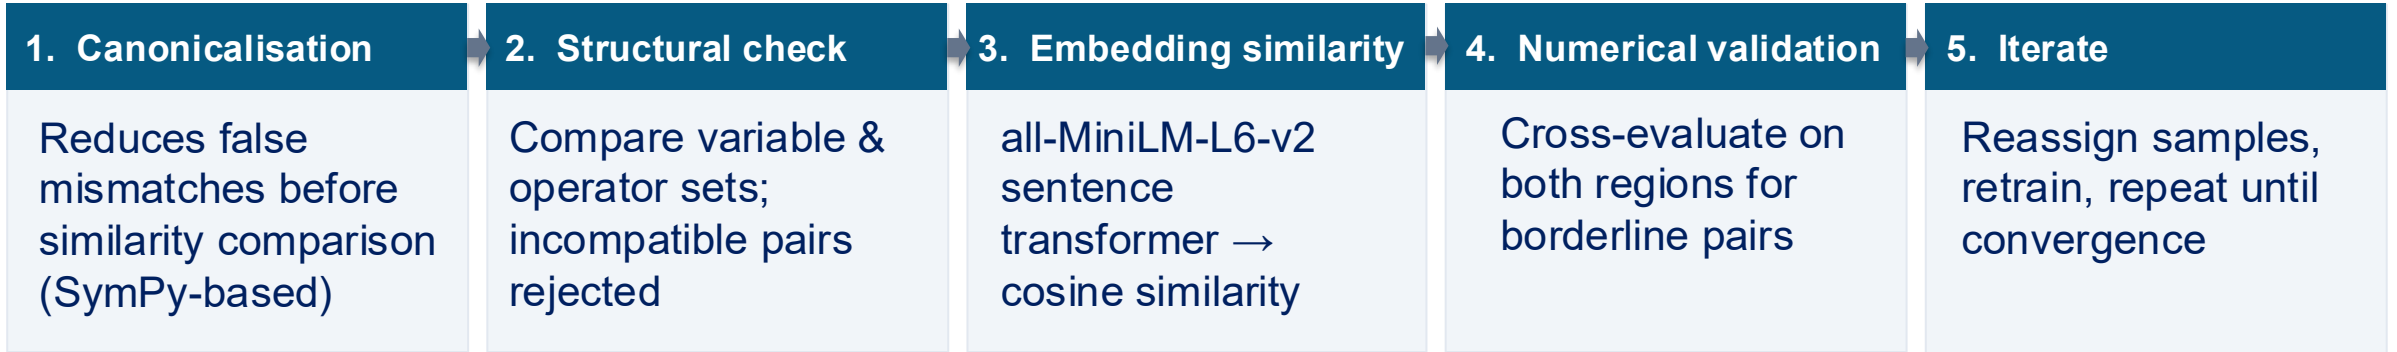 1. Canonicalisation
Reduces false
mismatches before
similarity comparison
(SymPy-based)
2. Structural check
Compare variable &
operator sets;
incompatible pairs
rejected
3. Embedding similarity
all-MiniLM-L6-v2
sentence
transformer →
cosine similarity
4. Numerical validation
Cross-evaluate on
both regions for
borderline pairs
5. Iterate
Reassign samples,
retrain, repeat until
convergence